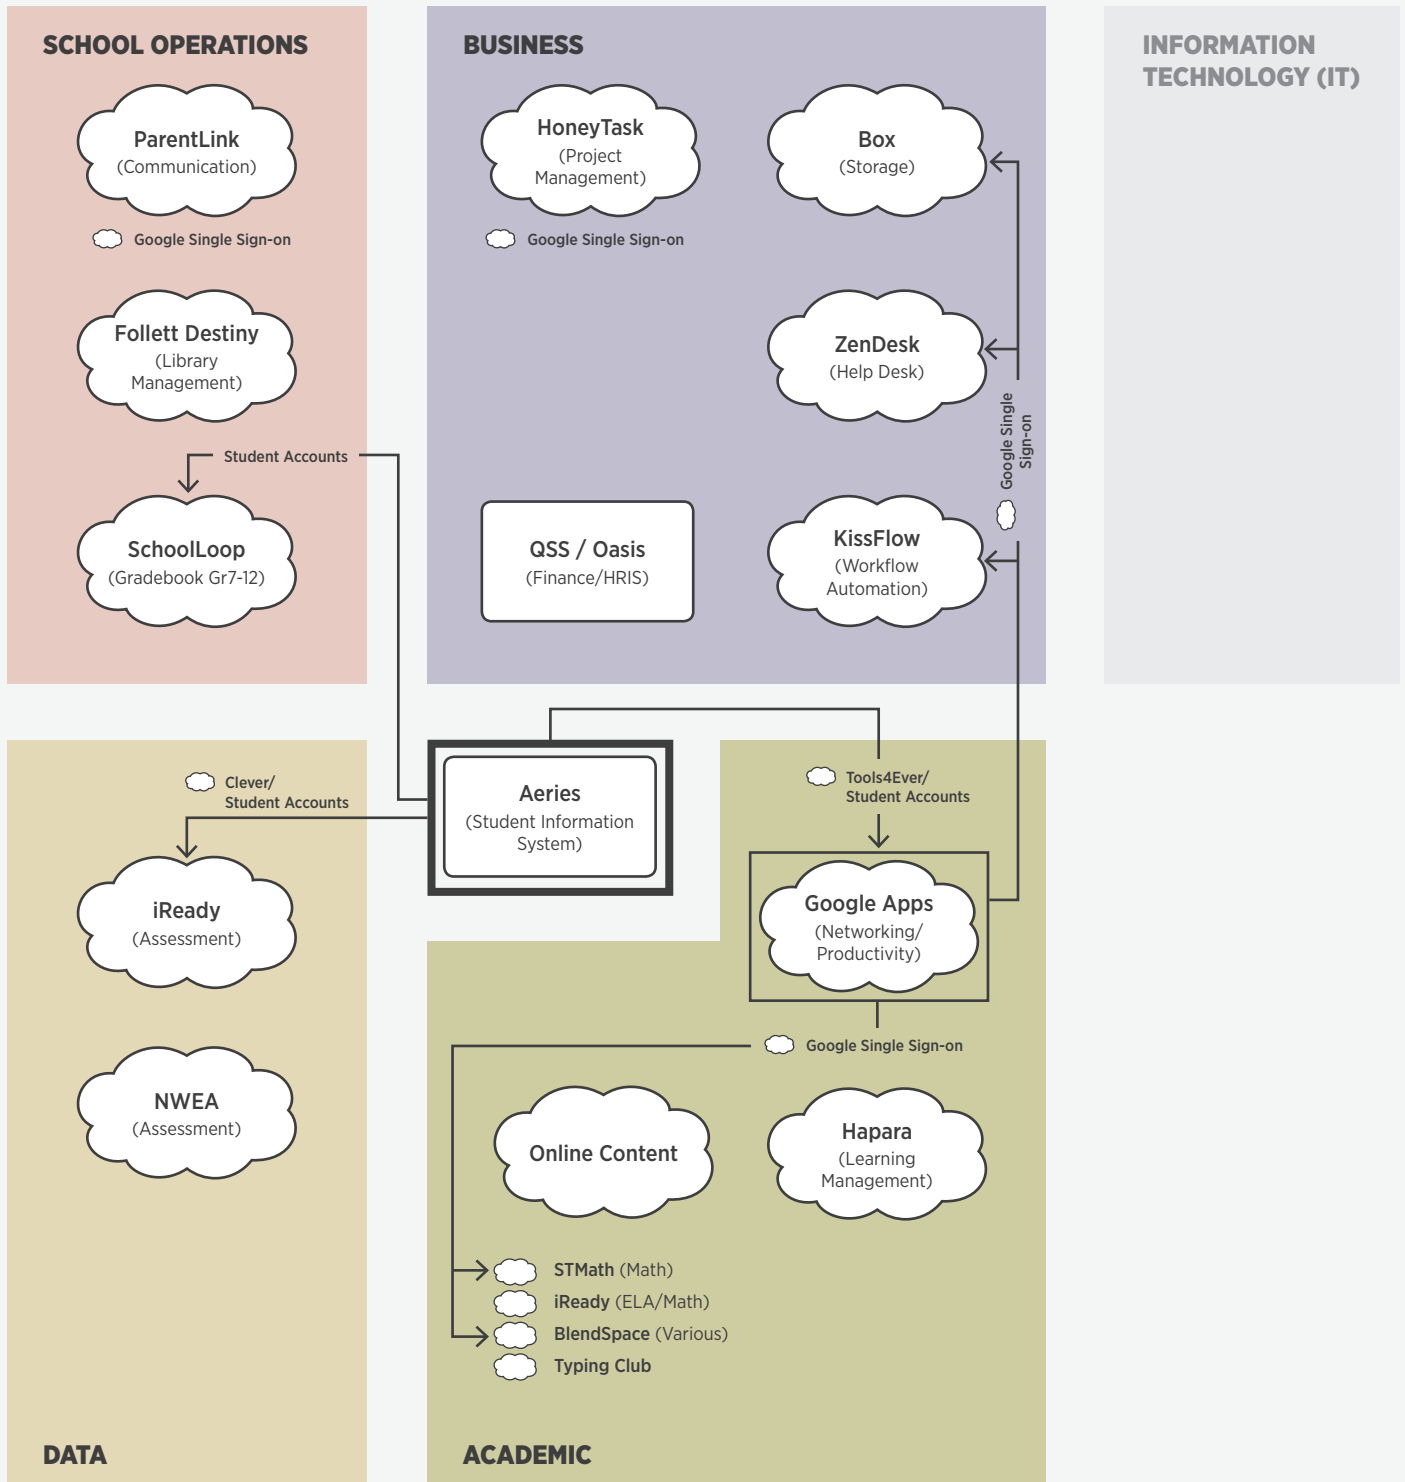 SCHOOL OPERATIONS
ParentLink
(Communication)
Google Single Sign-on
Follett Destiny
(Library
Management)
Student Accounts
SchoolLoop
(Gradebook Gr7-12)
BUSINESS
HoneyTask
(Project
Management)
Google Single Sign-on
Box
(Storage)
ZenDesk
(Help Desk)
Google Single
Sign-on
QSS / Oasis
(Finance/HRIS)
KissFlow
(Workflow
Automation)
INFORMATION
TECHNOLOGY (IT)
Clever/
Student Accounts
iReady
(Assessment)
NWEA
(Assessment)
DATA
Aeries
(Student Information
System)
Tools4Ever/
Student Accounts
Google Apps
(Networking/
Productivity)
Google Single Sign-on
Online Content
Hapara
(Learning
Management)
STMath (Math)
iReady (ELA/Math)
BlendSpace (Various)
Typing Club
ACADEMIC